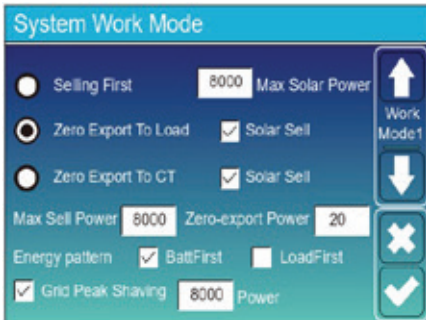 System Work Mode
Selling First 8000 Max Solar Power
Work
Mode1
Zero Export To Load Solar Sell
Zero Export To CT Solar Sell
Max Sell Power 8000 Zero-export Power 20
Energy pattern BattFirst LoadFirst
Grid Peak Shaving 8000 Power